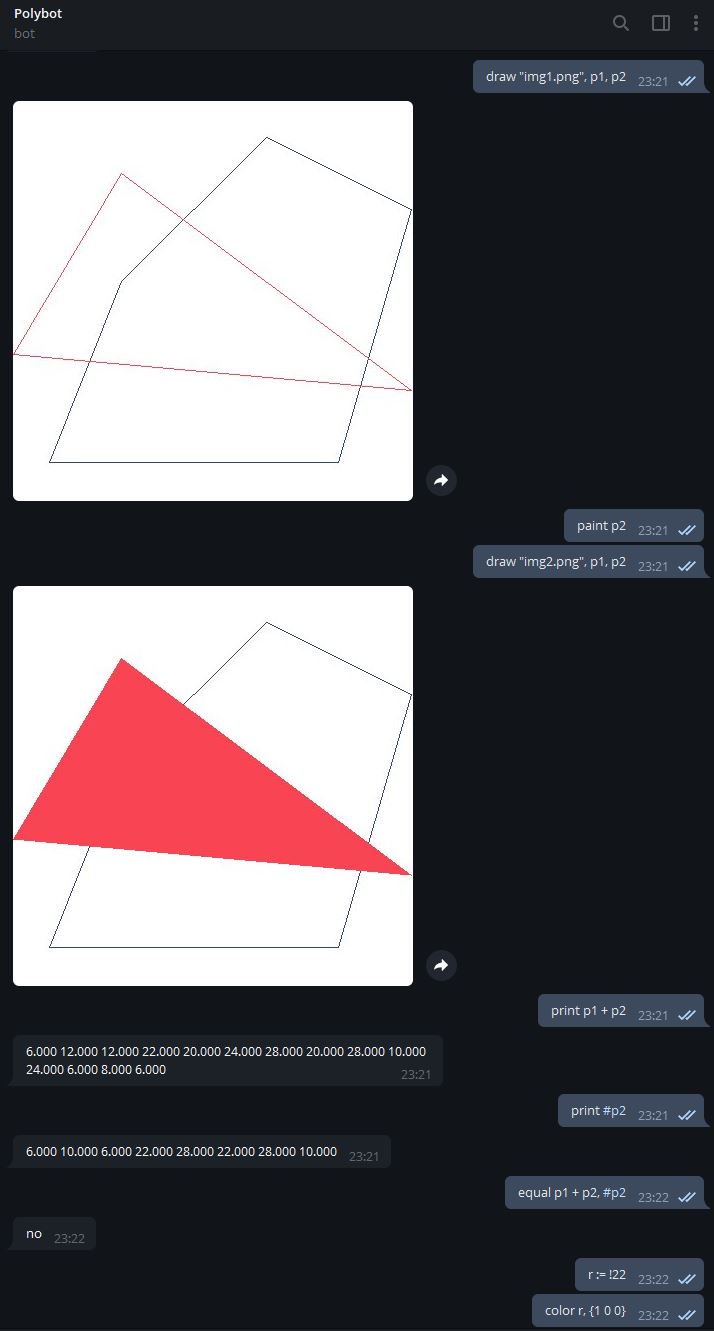 Polybot
bot
draw "img1.png", p1, p2 23:21
paint p2 23:21
draw "img2.png", p1, p2 23:21
print p1 + p2 23:21
6.000 12.000 12.000 22.000 20.000 24.000 28.000 20.000 28.000 10.000
24.000 6.000 8.000 6.000 23:21
print #p2 23:21
6.000 10.000 6.000 22.000 28.000 22.000 28.000 10.000 23:21
equal p1 + p2, #p2 23:22
no 23:22
r := !22 23:22
color r, {1 0 0} 23:22